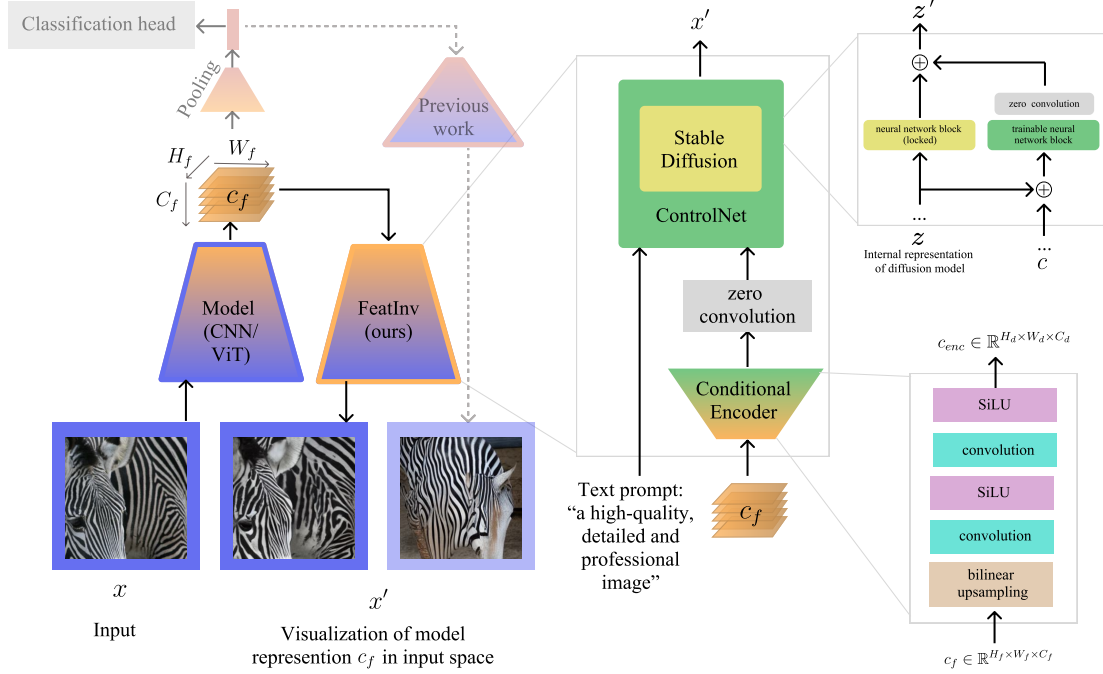 Classification head
Pooling
Previous
work
H_f
W_f
C_f
c_f
Model
(CNN/
ViT)
FeatInv
(ours)
x
Input
x′
Visualization of model
represention c_f in input space
x′
Stable
Diffusion
ControlNet
zero
convolution
Conditional
Encoder
c_f
Text prompt:
“a high-quality,
detailed and
professional
image”
z′
zero convolution
neural network block
(locked)
trainable neural
network block
...
z
Internal representation
of diffusion model
...
c
c_{enc} ∈ ℝ^{H_d×W_d×C_d}
SiLU
convolution
SiLU
convolution
bilinear
upsampling
c_f ∈ ℝ^{H_f×W_f×C_f}